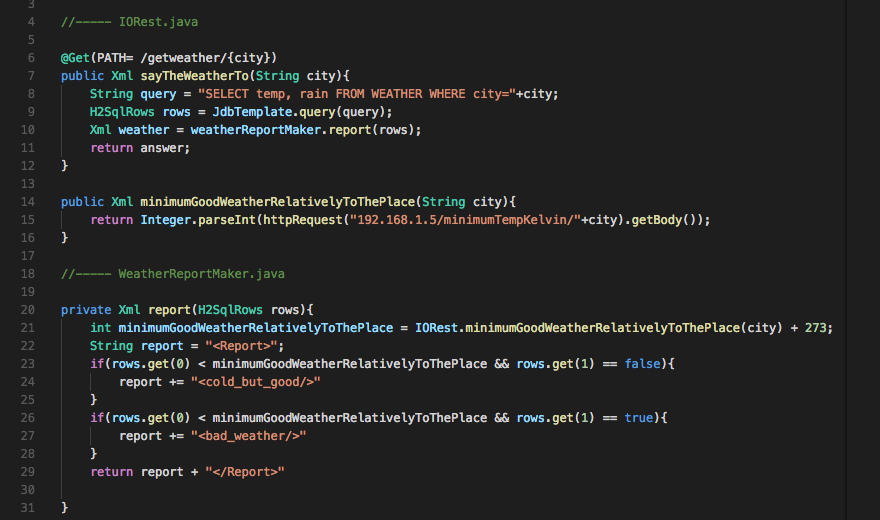 3
4 //----- IORest.java
5
6 @Get(PATH= /getweather/{city})
7 public Xml sayTheWeatherTo(String city){
8 String query = "SELECT temp, rain FROM WEATHER WHERE city="+city;
9 H2SqlRows rows = JdbTemplate.query(query);
10 Xml weather = weatherReportMaker.report(rows);
11 return answer;
12 }
13
14 public Xml minimumGoodWeatherRelativelyToThePlace(String city){
15 return Integer.parseInt(httpRequest("192.168.1.5/minimumTempKelvin/"+city).getBody());
16 }
17
18 //----- WeatherReportMaker.java
19
20 private Xml report(H2SqlRows rows){
21 int minimumGoodWeatherRelativelyToThePlace = IORest.minimumGoodWeatherRelativelyToThePlace(city) + 273;
22 String report = "<Report>";
23 if(rows.get(0) < minimumGoodWeatherRelativelyToThePlace && rows.get(1) == false){
24 report += "<cold_but_good/>"
25 }
26 if(rows.get(0) < minimumGoodWeatherRelativelyToThePlace && rows.get(1) == true){
27 report += "<bad_weather/>"
28 }
29 return report + "</Report>"
30
31 }